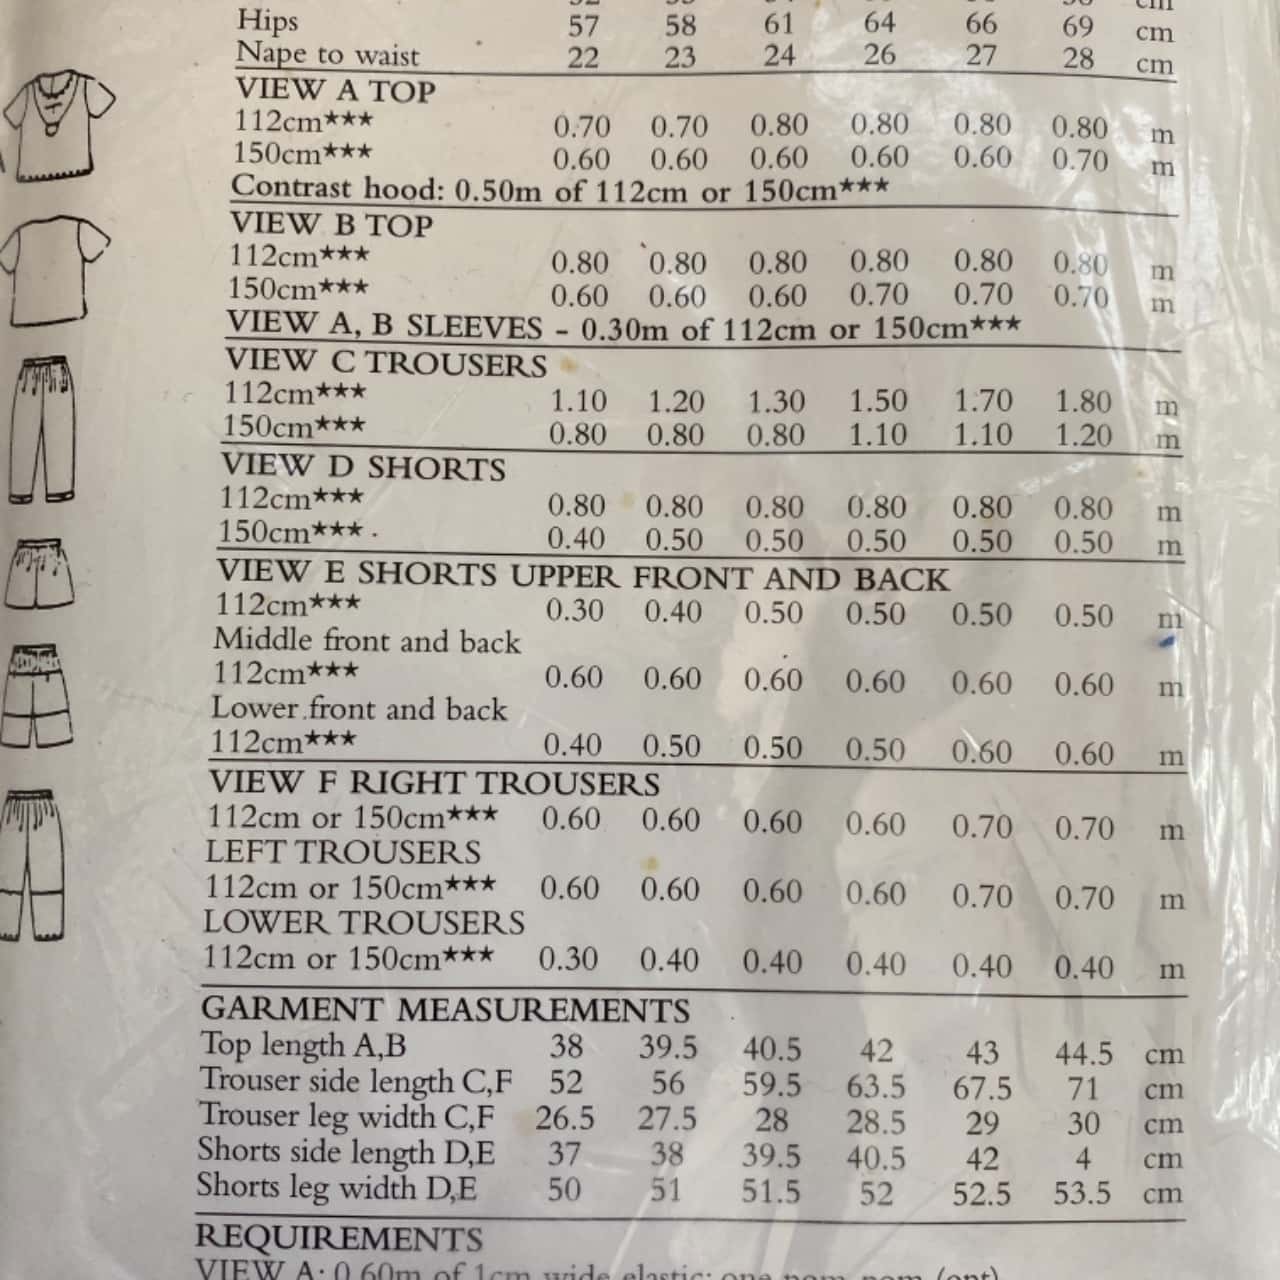 cm
Hips 57 58 61 64 66 69 cm
Nape to waist 22 23 24 26 27 28 cm
VIEW A TOP
112cm*** 0.70 0.70 0.80 0.80 0.80 0.80 m
150cm*** 0.60 0.60 0.60 0.60 0.60 0.70 m
Contrast hood: 0.50m of 112cm or 150cm***
VIEW B TOP
112cm*** 0.80 0.80 0.80 0.80 0.80 0.80 m
150cm*** 0.60 0.60 0.60 0.70 0.70 0.70 m
VIEW A, B SLEEVES - 0.30m of 112cm or 150cm***
VIEW C TROUSERS
112cm*** 1.10 1.20 1.30 1.50 1.70 1.80 m
150cm*** 0.80 0.80 0.80 1.10 1.10 1.20 m
VIEW D SHORTS
112cm*** 0.80 0.80 0.80 0.80 0.80 0.80 m
150cm*** 0.40 0.50 0.50 0.50 0.50 0.50 m
VIEW E SHORTS UPPER FRONT AND BACK
112cm*** 0.30 0.40 0.50 0.50 0.50 0.50 m
Middle front and back
112cm*** 0.60 0.60 0.60 0.60 0.60 0.60 m
Lower front and back
112cm*** 0.40 0.50 0.50 0.50 0.60 0.60 m
VIEW F RIGHT TROUSERS
112cm or 150cm*** 0.60 0.60 0.60 0.60 0.70 0.70 m
LEFT TROUSERS
112cm or 150cm*** 0.60 0.60 0.60 0.60 0.70 0.70 m
LOWER TROUSERS
112cm or 150cm*** 0.30 0.40 0.40 0.40 0.40 0.40 m
GARMENT MEASUREMENTS
Top length A,B 38 39.5 40.5 42 43 44.5 cm
Trouser side length C,F 52 56 59.5 63.5 67.5 71 cm
Trouser leg width C,F 26.5 27.5 28 28.5 29 30 cm
Shorts side length D,E 37 38 39.5 40.5 42 4 cm
Shorts leg width D,E 50 51 51.5 52 52.5 53.5 cm
REQUIREMENTS
VIEW A: 0.60m of 1cm wide elastic; one pom-pom (opt)